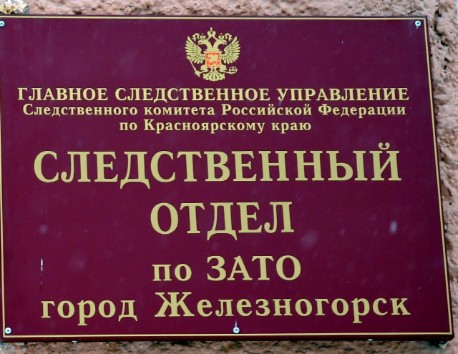 ГЛАВНОЕ СЛЕДСТВЕННОЕ УПРАВЛЕНИЕ
Следственного комитета Российской Федерации
по Красноярскому краю
СЛЕДСТВЕННЫЙ
ОТДЕЛ
по ЗАТО
город Железногорск